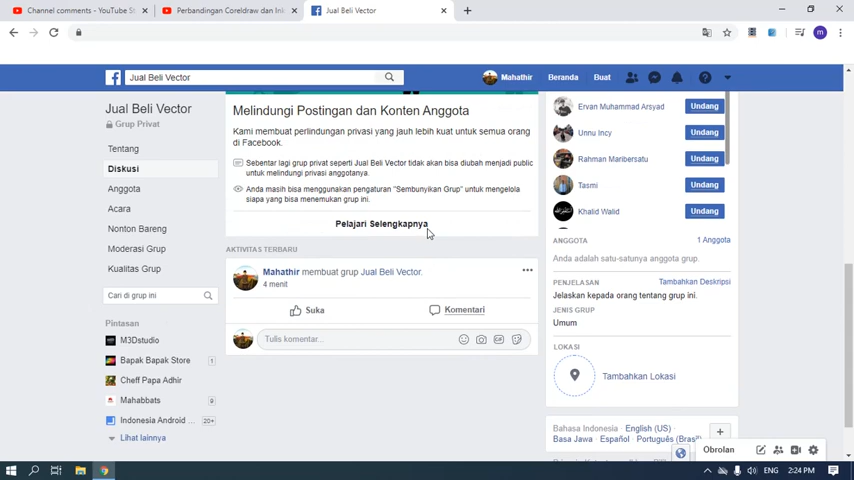 Channel comments - YouTube St
Perbandingan Coreldraw dan Ink
Jual Beli Vector
Jual Beli Vector
Mahathir
Beranda
Buat
Jual Beli Vector
Grup Privat
Tentang
Diskusi
Anggota
Acara
Nonton Bareng
Moderasi Grup
Kualitas Grup
Cari di grup ini
Pintasan
M3Dstudio
Bapak Bapak Store 1
Cheff Papa Adhir
Mahabbats 1
Indonesia Android ... 20+
Lihat lainnya
Melindungi Postingan dan Konten Anggota
Kami membuat perlindungan privasi yang jauh lebih kuat untuk semua orang
di Facebook.
Sebentar lagi grup privat seperti Jual Beli Vector tidak akan bisa diubah menjadi public
untuk melindungi privasi anggotanya.
Anda masih bisa menggunakan pengaturan "Sembunyikan Grup" untuk mengelola
siapa yang bisa menemukan grup ini.
Pelajari Selengkapnya
AKTIVITAS TERBARU
Mahathir membuat grup Jual Beli Vector.
4 menit
Suka
Komentari
Tulis komentar...
Ervan Muhammad Arsyad Undang
Unnu Incy Undang
Rahman Maribersatu Undang
Tasmi Undang
Khalid Walid Undang
ANGGOTA 1 Anggota
Anda adalah satu-satunya anggota grup.
PENJELASAN Tambahkan Deskripsi
Jelaskan kepada orang tentang grup ini.
JENIS GRUP
Umum
LOKASI
Tambahkan Lokasi
Bahasa Indonesia · English (US) ·
Basa Jawa · Español · Português (Brasil)
Obrolan
ENG 2:24 PM